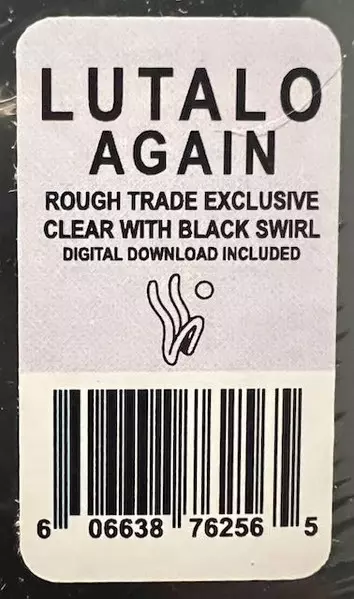 LUTALO
AGAIN
ROUGH TRADE EXCLUSIVE
CLEAR WITH BLACK SWIRL
DIGITAL DOWNLOAD INCLUDED
6 06638 76256 5